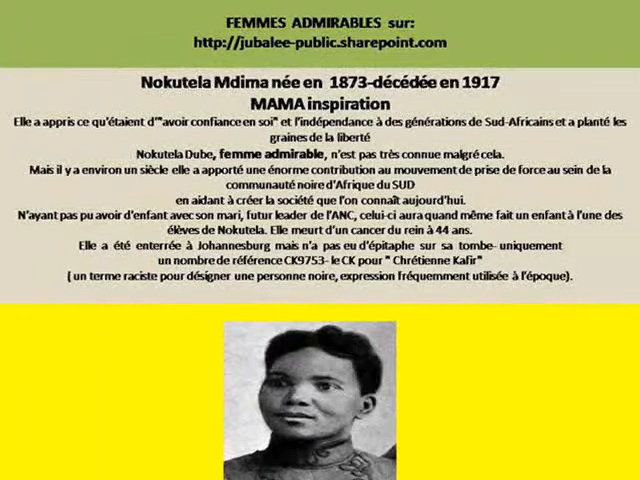 FEMMES ADMIRABLES sur:
http://jubalee-public.sharepoint.com
Nokutela Mdima née en 1873-décédée en 1917
MAMA inspiration
Elle a appris ce qu'étaient d'"avoir confiance en soi" et l'indépendance à des générations de Sud-Africains et a planté les
graines de la liberté
Nokutela Dube, femme admirable, n'est pas très connue malgré cela.
Mais il y a environ un siècle elle a apporté une énorme contribution au mouvement de prise de force au sein de la
communauté noire d'Afrique du SUD
en aidant à créer la société que l'on connaît aujourd'hui.
N'ayant pas pu avoir d'enfant avec son mari, futur leader de l'ANC, celui-ci aura quand même fait un enfant à l'une des
élèves de Nokutela. Elle meurt d'un cancer du rein à 44 ans.
Elle a été enterrée à Johannesburg mais n'a pas eu d'épitaphe sur sa tombe- uniquement
un nombre de référence CK9753- le CK pour " Chrétienne Kafir"
( un terme raciste pour désigner une personne noire, expression fréquemment utilisée à l'époque).